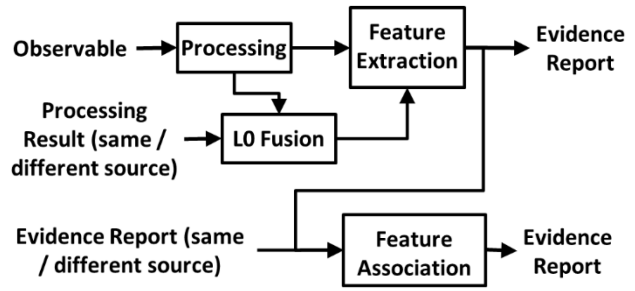 Observable
Processing
Feature
Extraction
Evidence
Report
Processing
Result (same /
different source)
L0 Fusion
Evidence Report (same
/ different source)
Feature
Association
Evidence
Report